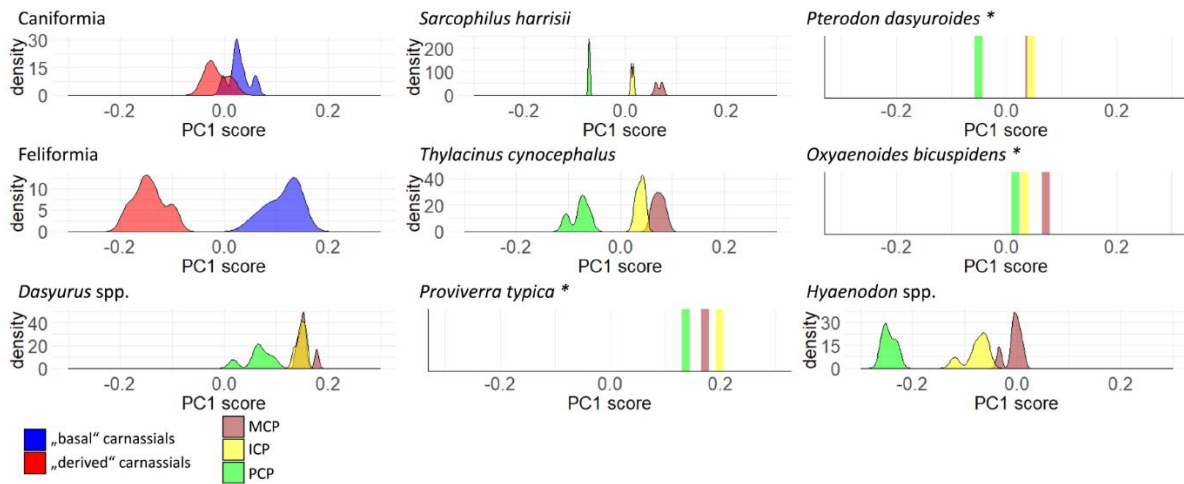 Caniformia
density
30
15
0
-0.2 0.0 0.2
PC1 score
Sarcophilus harrisii
density
200
100
0
-0.2 0.0 0.2
PC1 score
Pterodon dasyuroides *
-0.2 0.0 0.2
PC1 score
Feliformia
density
10
5
0
-0.2 0.0 0.2
PC1 score
Thylacinus cynocephalus
density
40
20
0
-0.2 0.0 0.2
PC1 score
Oxyaenoides bicuspidens *
-0.2 0.0 0.2
PC1 score
Dasyurus spp.
density
40
20
0
-0.2 0.0 0.2
PC1 score
Proviverra typica *
-0.2 0.0 0.2
PC1 score
Hyaenodon spp.
density
30
15
0
-0.2 0.0 0.2
PC1 score
„basal“ carnassials
„derived“ carnassials
MCP
ICP
PCP